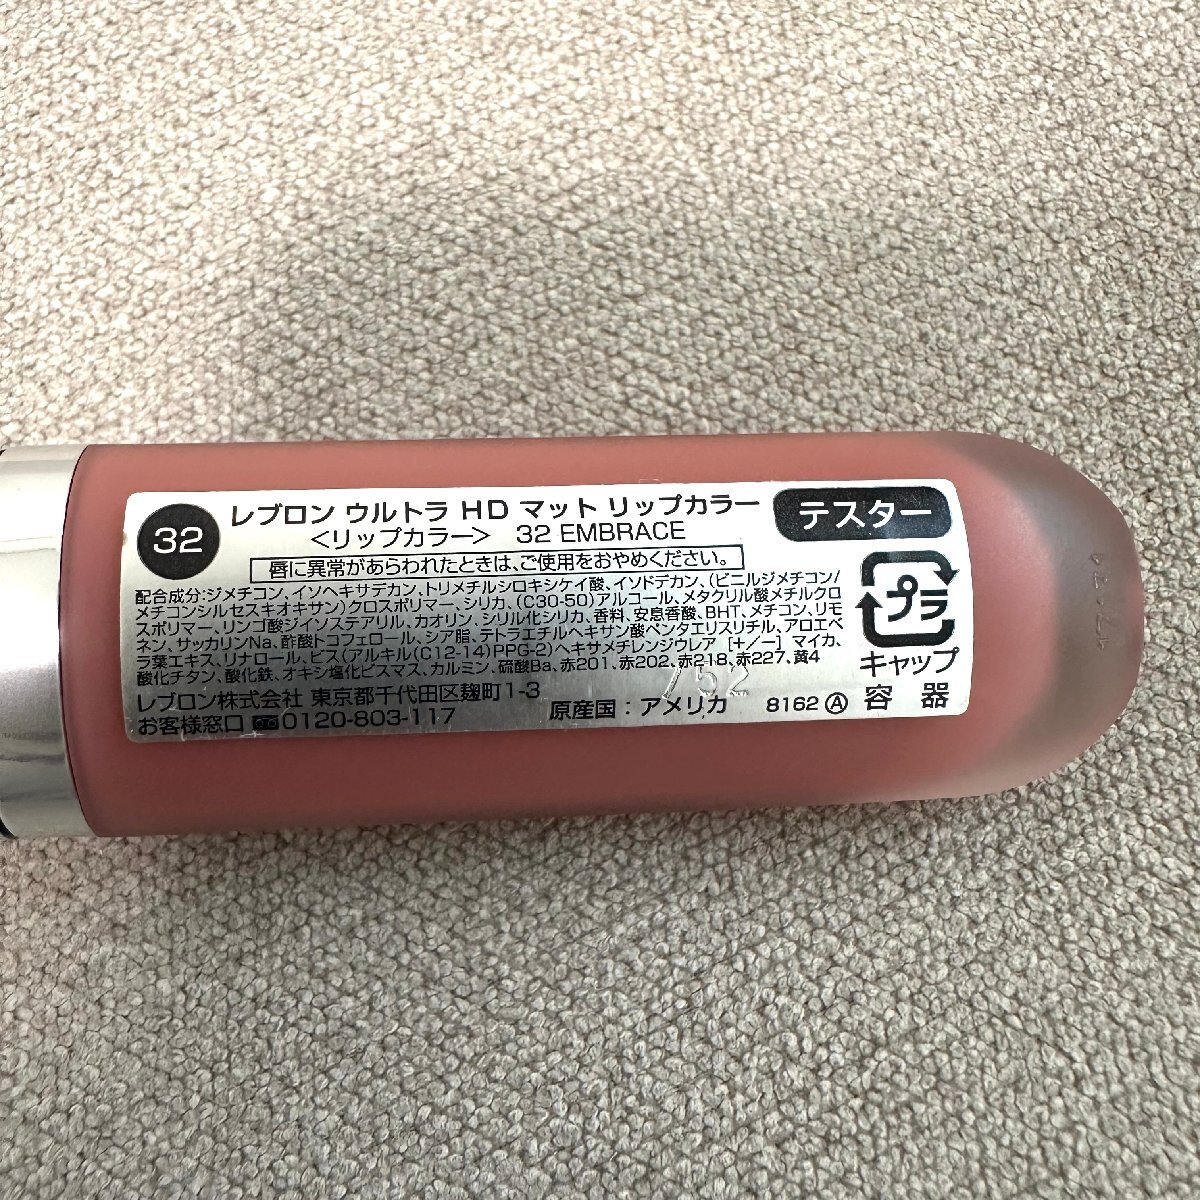 32
レブロン ウルトラ HD マット リップカラー
<リップカラー> 32 EMBRACE
テスター
唇に異常があらわれたときは、ご使用をおやめください。
配合成分:ジメチコン、イソヘキサデカン、トリメチルシロキシケイ酸、イソドデカン、(ビニルジメチコン/
メチコンシルセスキオキサン)クロスポリマー、シリカ、(C30-50)アルコール、メタクリル酸メチルクロ
スポリマー、リンゴ酸ジイソステアリル、カオリン、シリル化シリカ、香料、安息香酸、BHT、メチコン、リモ
ネン、サッカリンNa、酢酸トコフェロール、シア脂、テトラエチルヘキサン酸ペンタエリスリチル、アロエベ
ラ葉エキス、リナロール、ビス(アルキル(C12-14)PPG-2)ヘキサメチレンジウレア [+/-] マイカ、
酸化チタン、酸化鉄、オキシ塩化ビスマス、カルミン、硫酸Ba、赤201、赤202、赤218、赤227、黄4
レブロン株式会社 東京都千代田区麹町1-3
お客様窓口 0120-803-117
原産国:アメリカ
8162 A
752
プラ
キャップ
容器